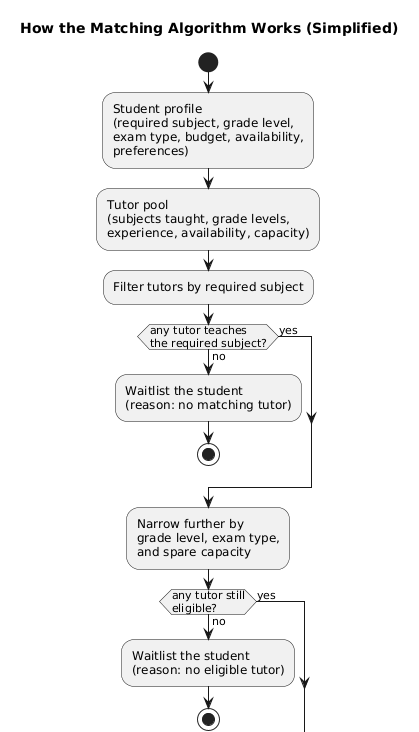 How the Matching Algorithm Works (Simplified)
Student profile
(required subject, grade level,
exam type, budget, availability,
preferences)
Tutor pool
(subjects taught, grade levels,
experience, availability, capacity)
Filter tutors by required subject
any tutor teaches
the required subject?
yes
no
Waitlist the student
(reason: no matching tutor)
Narrow further by
grade level, exam type,
and spare capacity
any tutor still
eligible?
yes
no
Waitlist the student
(reason: no eligible tutor)